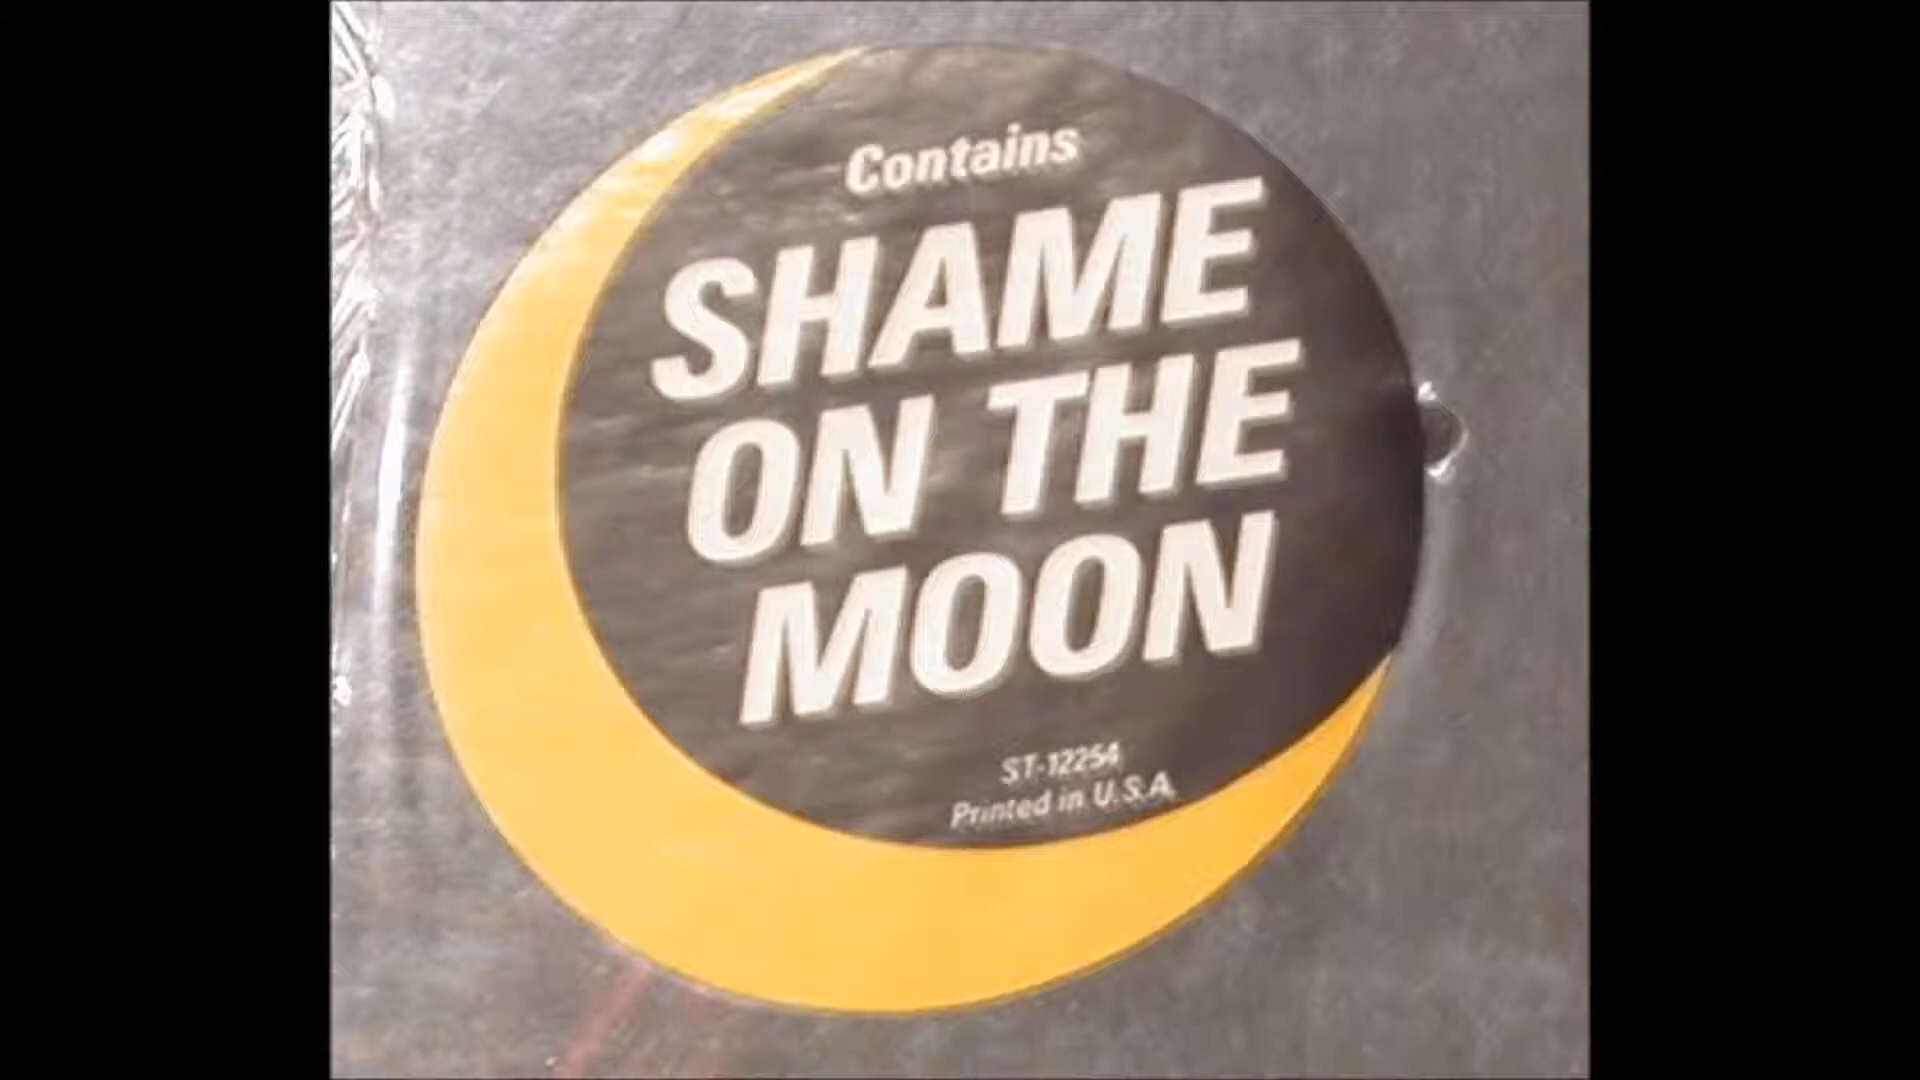 Contains
SHAME
ON THE
MOON
ST-12254
Printed in U.S.A.